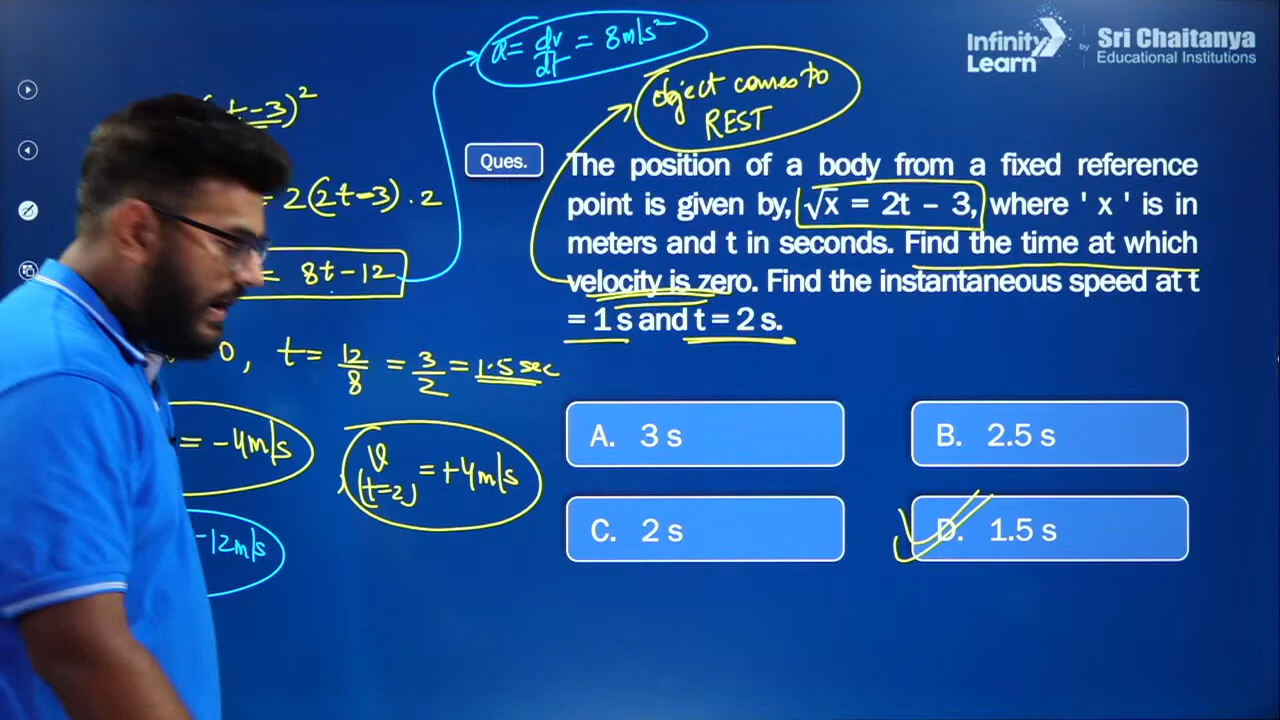 a = dv/dt = 8m/s²
Infinity Learn by Sri Chaitanya Educational Institutions
object comes to
REST
t-3)²
= 2(2t-3).2
= 8t-12
0, t = 12/8 = 3/2 = 1.5 sec
= -4m/s
v(t=2) = +4m/s
-12m/s
Ques.
The position of a body from a fixed reference
point is given by, √x = 2t – 3, where ' x ' is in
meters and t in seconds. Find the time at which
velocity is zero. Find the instantaneous speed at t
= 1 s and t = 2 s.
A. 3 s
B. 2.5 s
C. 2 s
D. 1.5 s